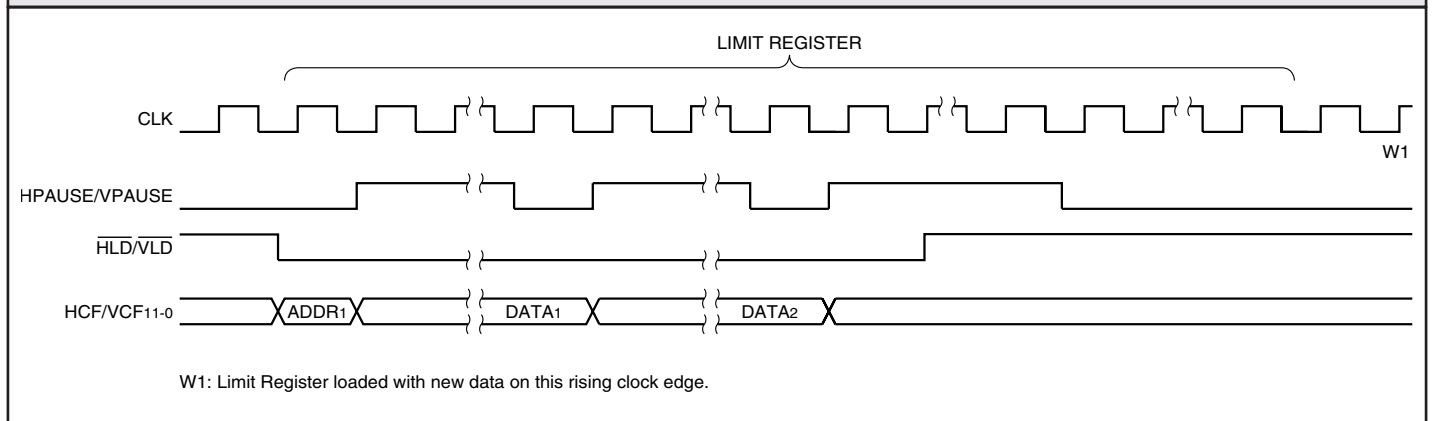 LIMIT REGISTER
CLK
W1
HPAUSE/VPAUSE
HLD/VLD
HCF/VCF11-0
ADDR1
DATA1
DATA2
W1: Limit Register loaded with new data on this rising clock edge.